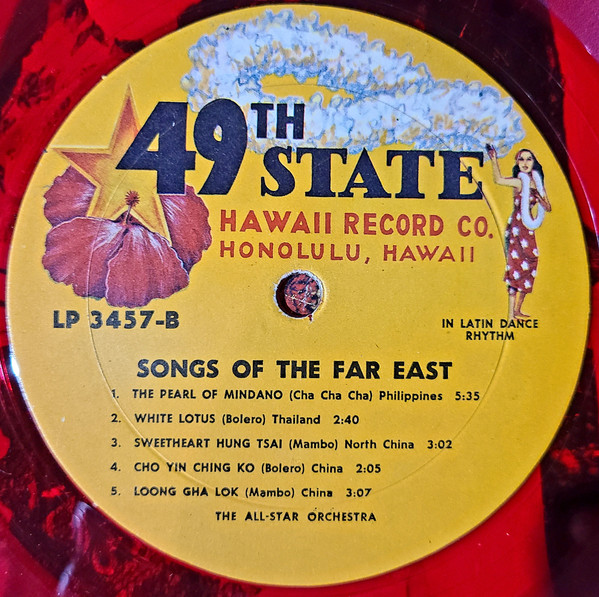 49TH
STATE
HAWAII RECORD CO.
HONOLULU, HAWAII
LP 3457-B
IN LATIN DANCE
RHYTHM
SONGS OF THE FAR EAST
1. THE PEARL OF MINDANO (Cha Cha Cha) Philippines 5:35
2. WHITE LOTUS (Bolero) Thailand 2:40
3. SWEETHEART HUNG TSAI (Mambo) North China 3:02
4. CHO YIN CHING KO (Bolero) China 2:05
5. LOONG GHA LOK (Mambo) China 3:07
THE ALL-STAR ORCHESTRA